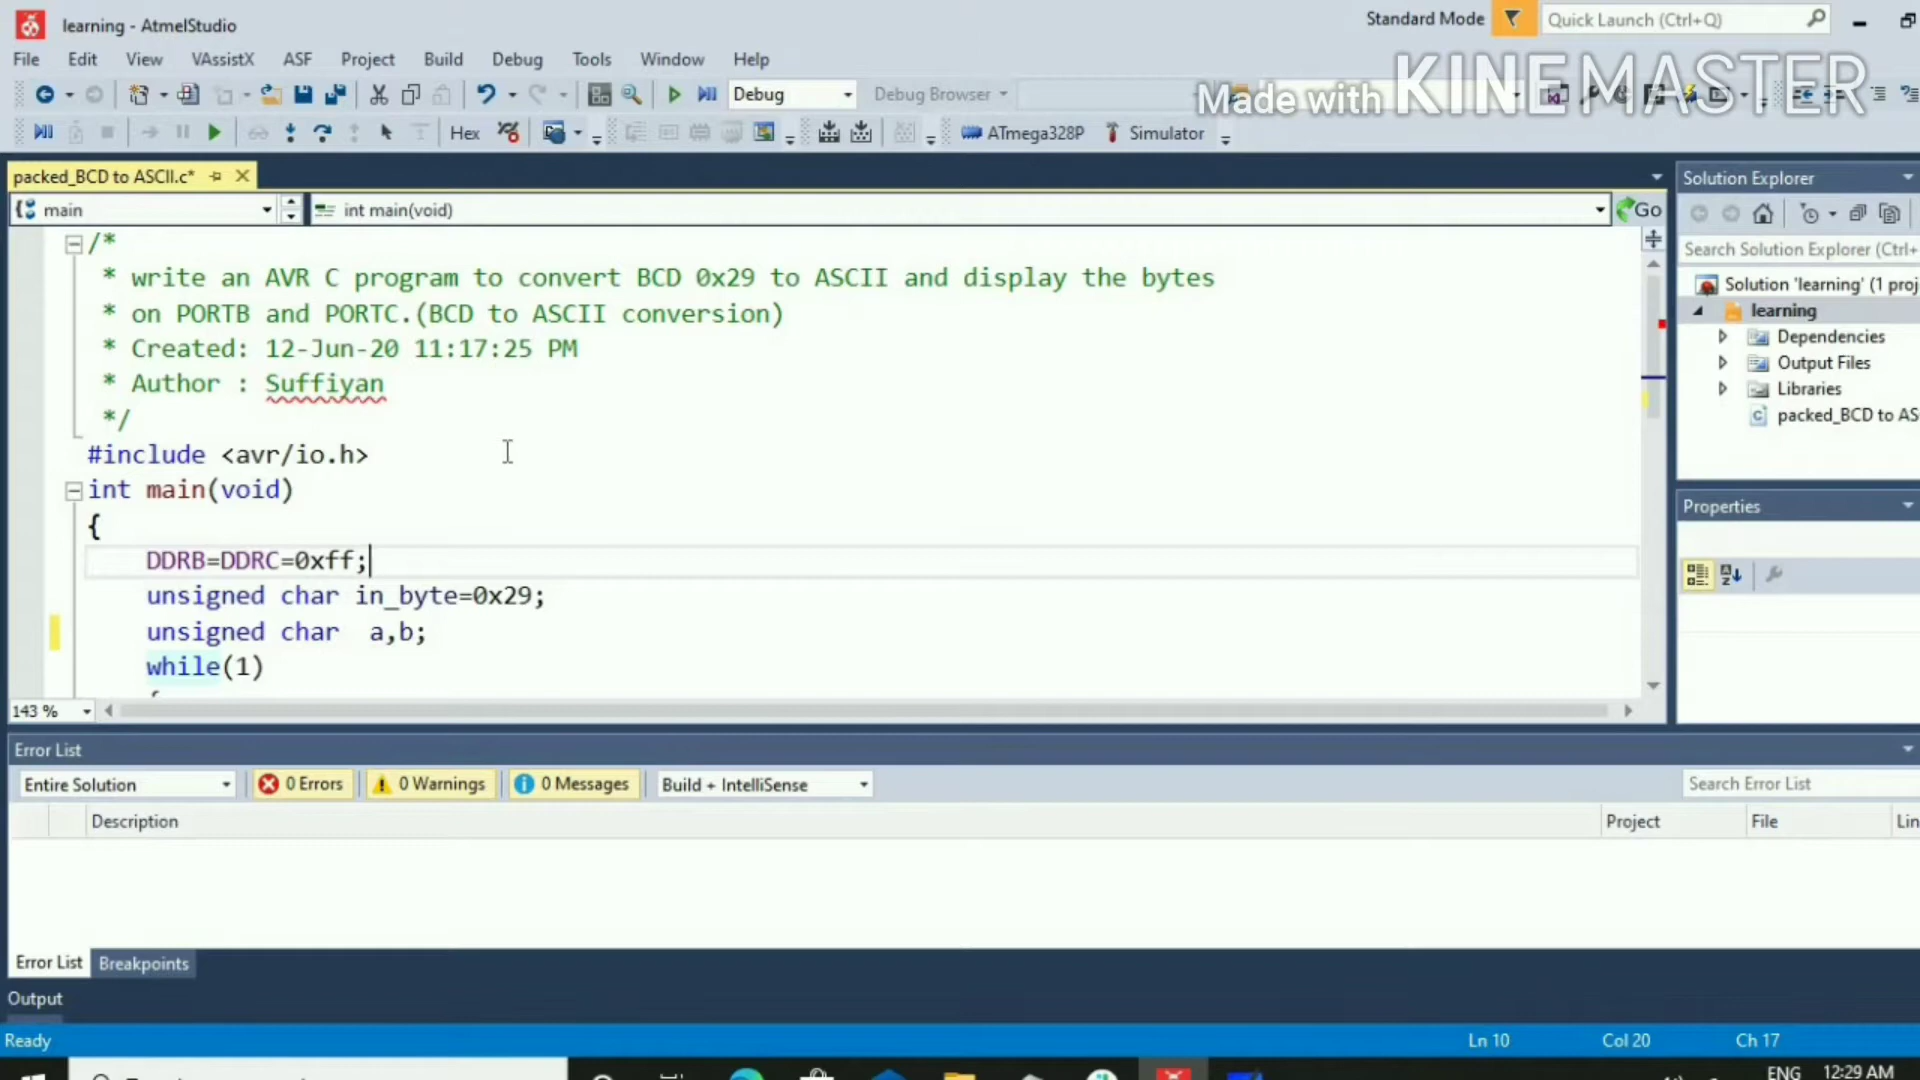 learning - AtmelStudio
Standard Mode
Quick Launch (Ctrl+Q)
File Edit View VAssistX ASF Project Build Debug Tools Window Help
Debug
Debug Browser
Made with KINEMASTER
Hex
ATmega328P
Simulator
packed_BCD to ASCII.c*
main
int main(void)
Go
/*
* write an AVR C program to convert BCD 0x29 to ASCII and display the bytes
* on PORTB and PORTC.(BCD to ASCII conversion)
* Created: 12-Jun-20 11:17:25 PM
* Author : Suffiyan
*/
#include <avr/io.h>
int main(void)
{
DDRB=DDRC=0xff;
unsigned char in_byte=0x29;
unsigned char  a,b;
while(1)
{
143 %
Solution Explorer
Search Solution Explorer (Ctrl+
Solution 'learning' (1 proj
learning
Dependencies
Output Files
Libraries
packed_BCD to AS
Properties
Error List
Entire Solution
0 Errors
0 Warnings
0 Messages
Build + IntelliSense
Search Error List
Description
Project
File
Lin
Error List
Breakpoints
Output
Ready
Ln 10
Col 20
Ch 17
ENG
12:29 AM